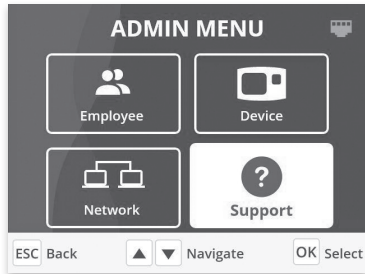 ADMIN MENU
Employee
Device
Network
?
Support
ESC Back
▲ ▼ Navigate
OK Select